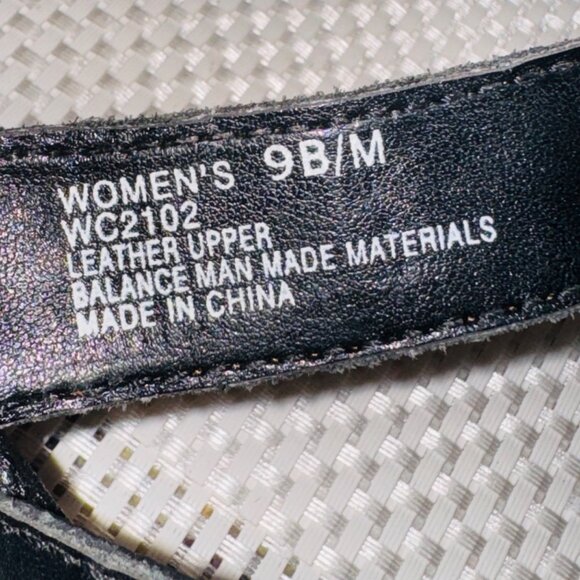 WOMEN'S 9B/M
WC2102
LEATHER UPPER
BALANCE MAN MADE MATERIALS
MADE IN CHINA